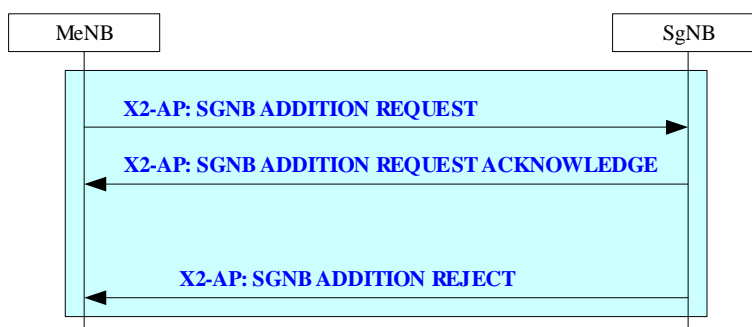 MeNB
SgNB
X2-AP: SGNB ADDITION REQUEST
X2-AP: SGNB ADDITION REQUEST ACKNOWLEDGE
X2-AP: SGNB ADDITION REJECT